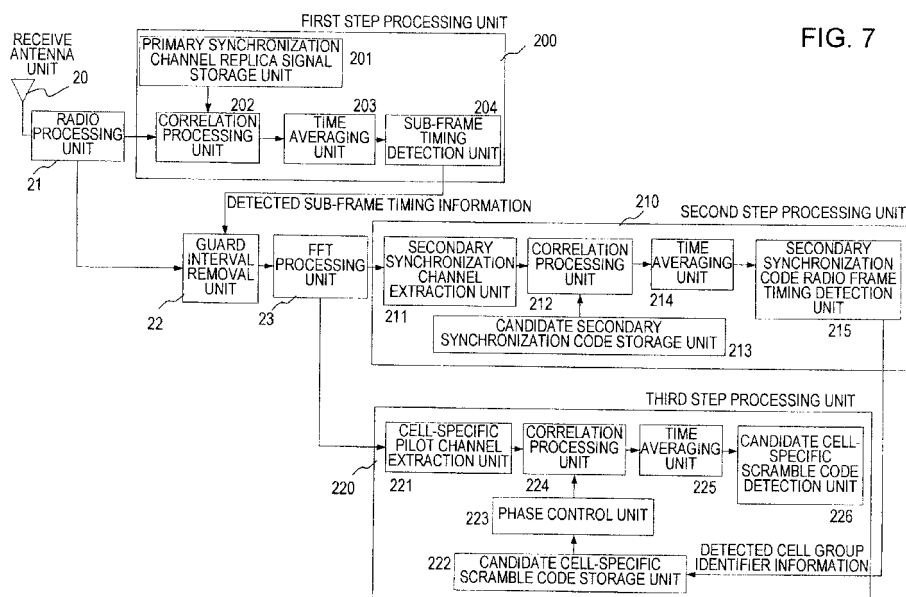 FIG. 7
RECEIVE
ANTENNA
UNIT
20
RADIO
PROCESSING
UNIT
21
FIRST STEP PROCESSING UNIT
200
PRIMARY SYNCHRONIZATION
CHANNEL REPLICA SIGNAL
STORAGE UNIT
201
202
CORRELATION
PROCESSING
UNIT
203
TIME
AVERAGING
UNIT
204
SUB-FRAME
TIMING
DETECTION UNIT
DETECTED SUB-FRAME TIMING INFORMATION
GUARD
INTERVAL
REMOVAL
UNIT
22
FFT
PROCESSING
UNIT
23
210
SECOND STEP PROCESSING UNIT
SECONDARY
SYNCHRONIZATION
CHANNEL
EXTRACTION UNIT
211
CORRELATION
PROCESSING
UNIT
212
TIME
AVERAGING
UNIT
214
SECONDARY
SYNCHRONIZATION
CODE RADIO FRAME
TIMING DETECTION
UNIT
215
CANDIDATE SECONDARY
SYNCHRONIZATION CODE STORAGE UNIT
213
THIRD STEP PROCESSING UNIT
220
CELL-SPECIFIC
PILOT CHANNEL
EXTRACTION UNIT
221
CORRELATION
PROCESSING
UNIT
224
TIME
AVERAGING
UNIT
225
CANDIDATE CELL-
SPECIFIC
SCRAMBLE CODE
DETECTION UNIT
226
223
PHASE CONTROL UNIT
222
CANDIDATE CELL-SPECIFIC
SCRAMBLE CODE STORAGE UNIT
DETECTED CELL GROUP
IDENTIFIER INFORMATION